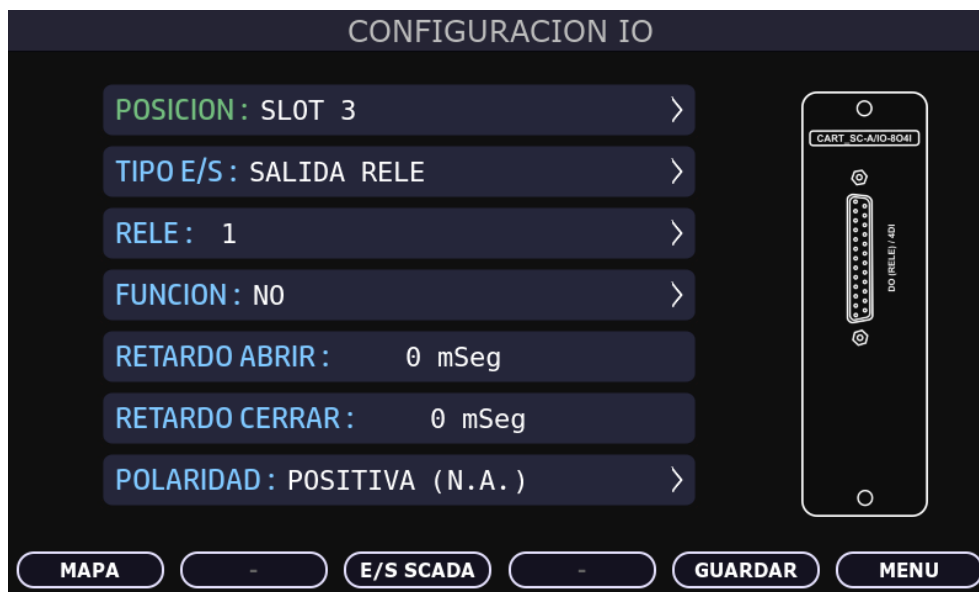 CONFIGURACION IO
POSICION : SLOT 3
TIPO E/S : SALIDA RELE
RELE : 1
FUNCION : NO
RETARDO ABRIR : 0 mSeg
RETARDO CERRAR : 0 mSeg
POLARIDAD : POSITIVA (N.A.)
CART_SC-A/IO-8O4I
DO (RELE) / 4DI
MAPA - E/S SCADA - GUARDAR MENU